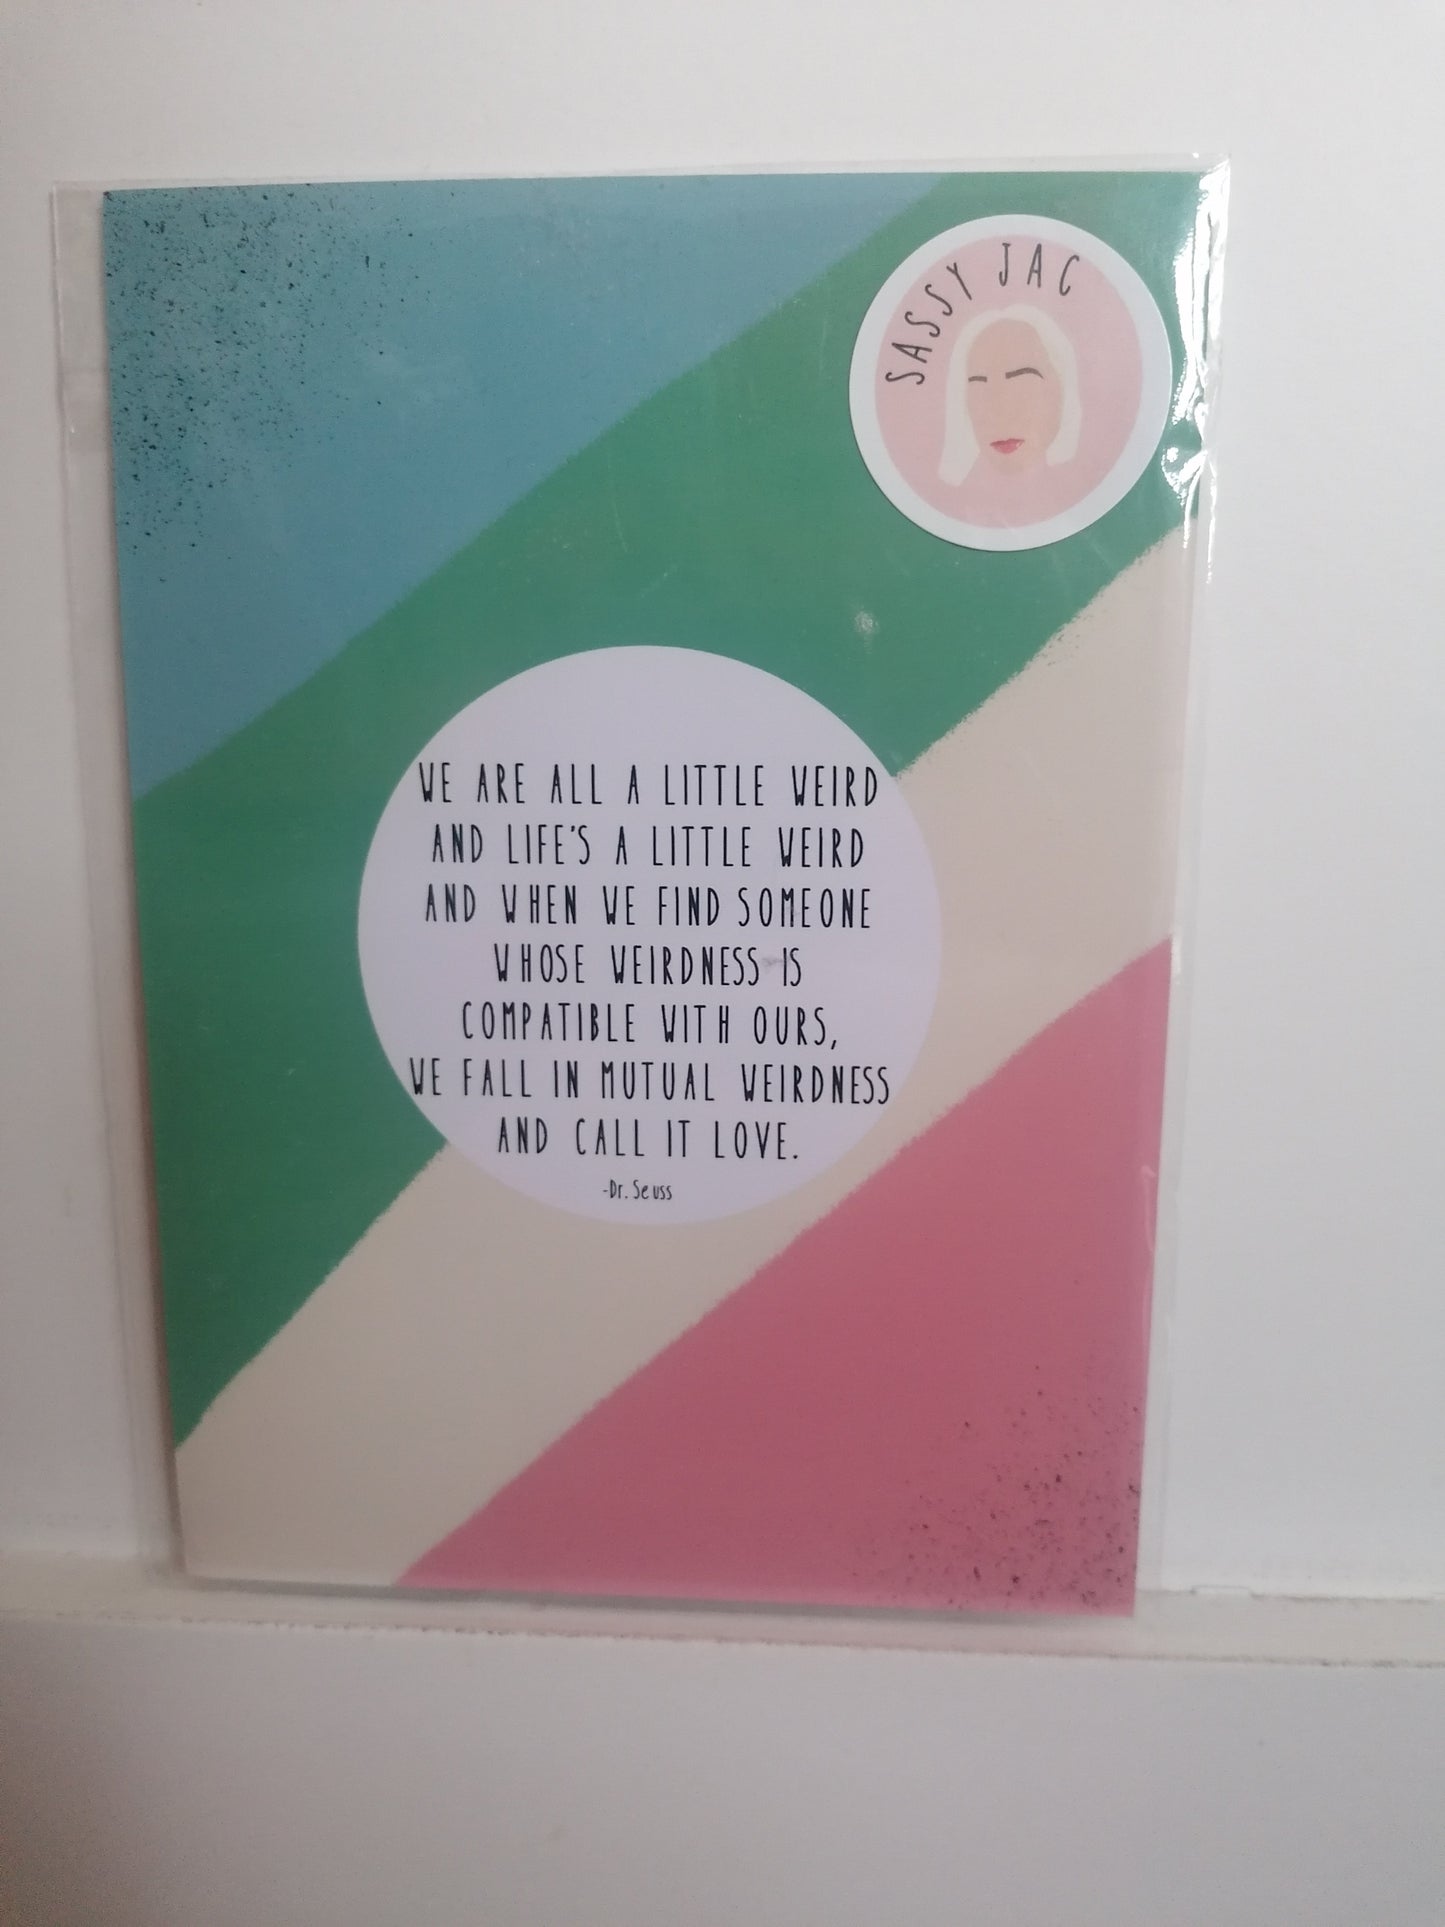 SASSY JAC
WE ARE ALL A LITTLE WEIRD
AND LIFE'S A LITTLE WEIRD
AND WHEN WE FIND SOMEONE
WHOSE WEIRDNESS IS
COMPATIBLE WITH OURS,
WE FALL IN MUTUAL WEIRDNESS
AND CALL IT LOVE.
-Dr. Seuss